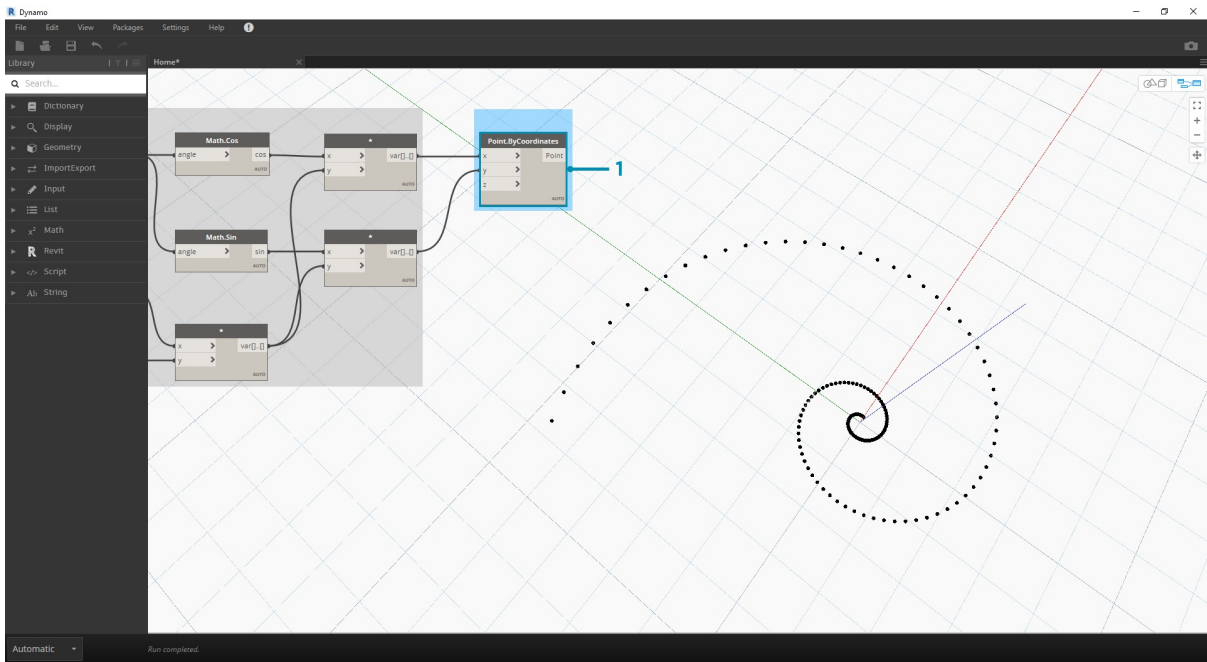 R Dynamo
File Edit View Packages Settings Help !
Library
Home*
Search...
Dictionary
Display
Geometry
ImportExport
Input
List
x² Math
R Revit
</> Script
Ab String
Math.Cos
angle > cos
AUTO
*
x > var[]..[]
y >
AUTO
Point.ByCoordinates
x > Point
y >
z >
AUTO
1
Math.Sin
angle > sin
AUTO
*
x > var[]..[]
y >
AUTO
*
x > var[]..[]
y >
AUTO
Automatic
Run completed.